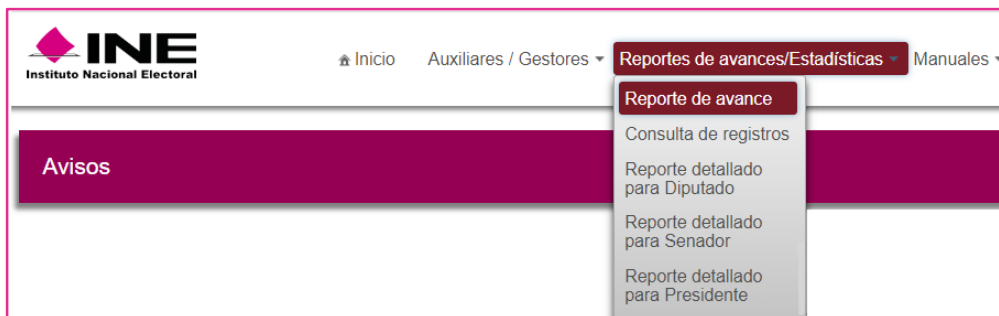 INE
Instituto Nacional Electoral
Inicio Auxiliares / Gestores Reportes de avances/Estadísticas Manuales
Reporte de avance
Consulta de registros
Avisos
Reporte detallado
para Diputado
Reporte detallado
para Senador
Reporte detallado
para Presidente